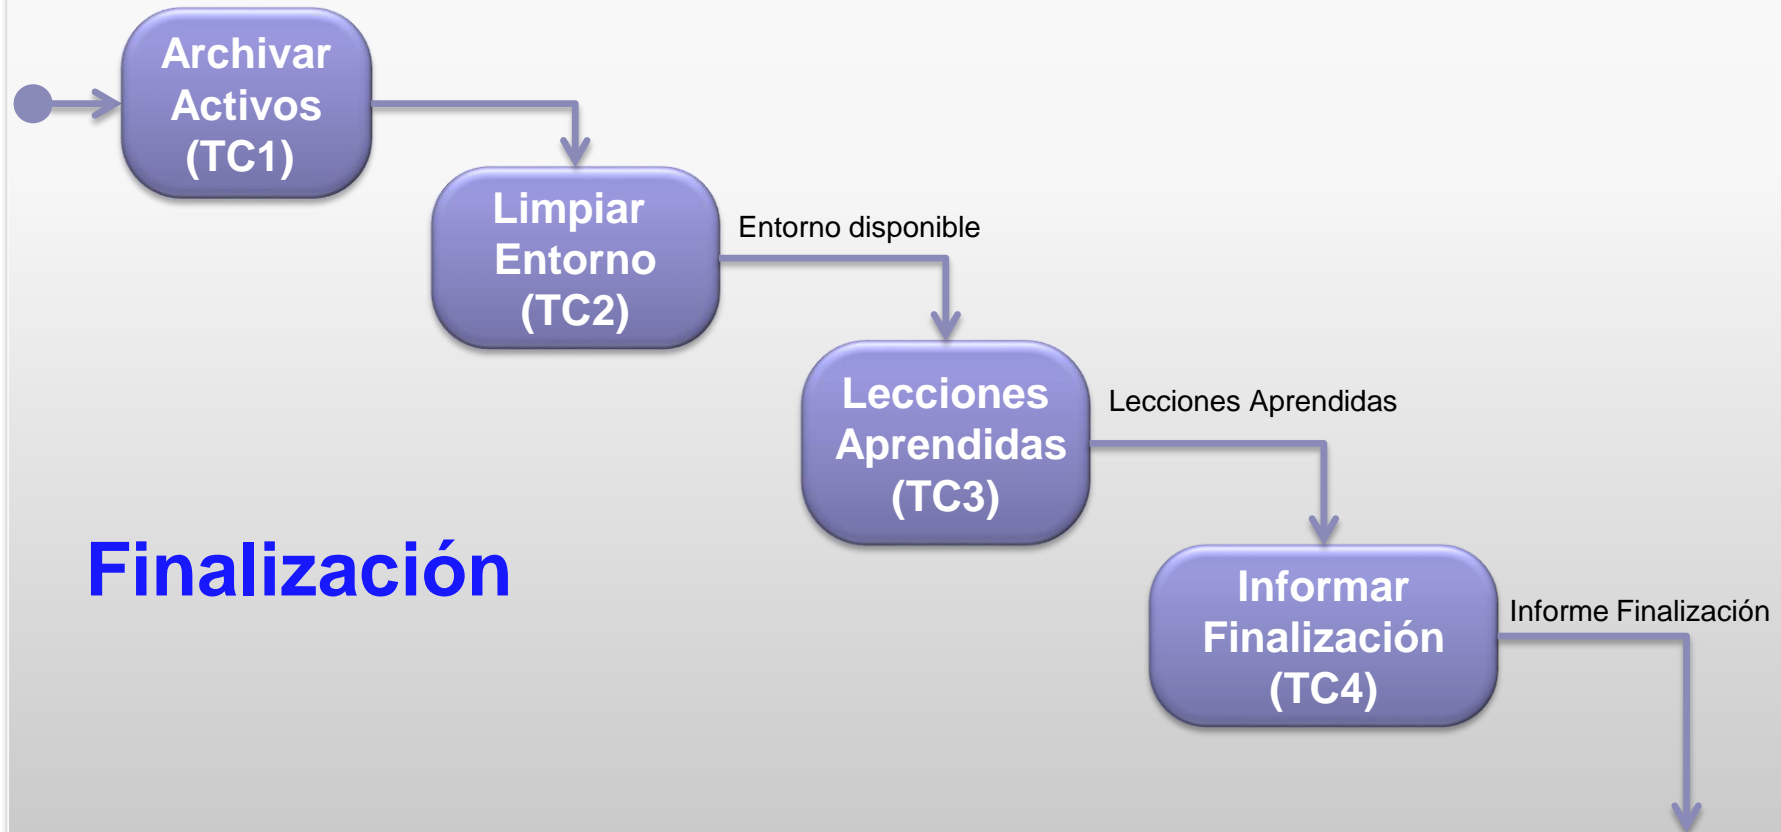 Archivar
Activos
(TC1)
Limpiar
Entorno
(TC2)
Entorno disponible
Lecciones
Aprendidas
(TC3)
Lecciones Aprendidas
Finalización
Informar
Finalización
(TC4)
Informe Finalización